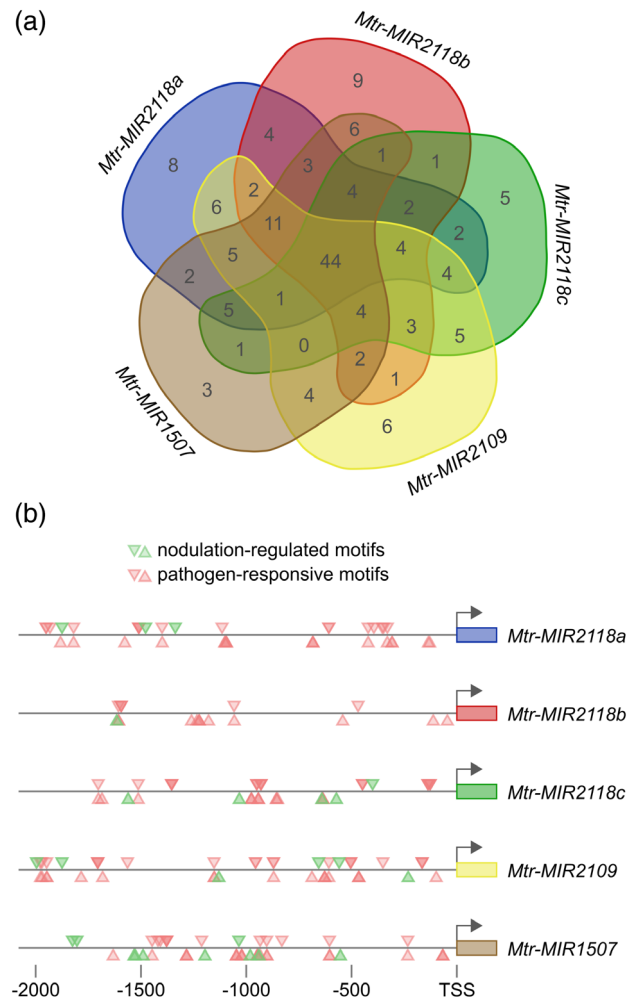 (a)
Mtr-MIR2118b
Mtr-MIR2118a
9
8
4
6
3
1
1
5
Mtr-MIR2118c
6
2
4
2
2
11
5
44
4
4
2
5
1
4
3
5
1
0
2
1
3
4
6
Mtr-MIR1507
Mtr-MIR2109
(b)
nodulation-regulated motifs
pathogen-responsive motifs
Mtr-MIR2118a
Mtr-MIR2118b
Mtr-MIR2118c
Mtr-MIR2109
Mtr-MIR1507
-2000 -1500 -1000 -500 TSS